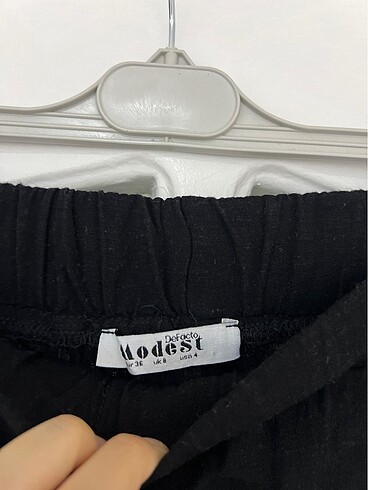 DeFacto
Modest
36 uk 8 usa 4